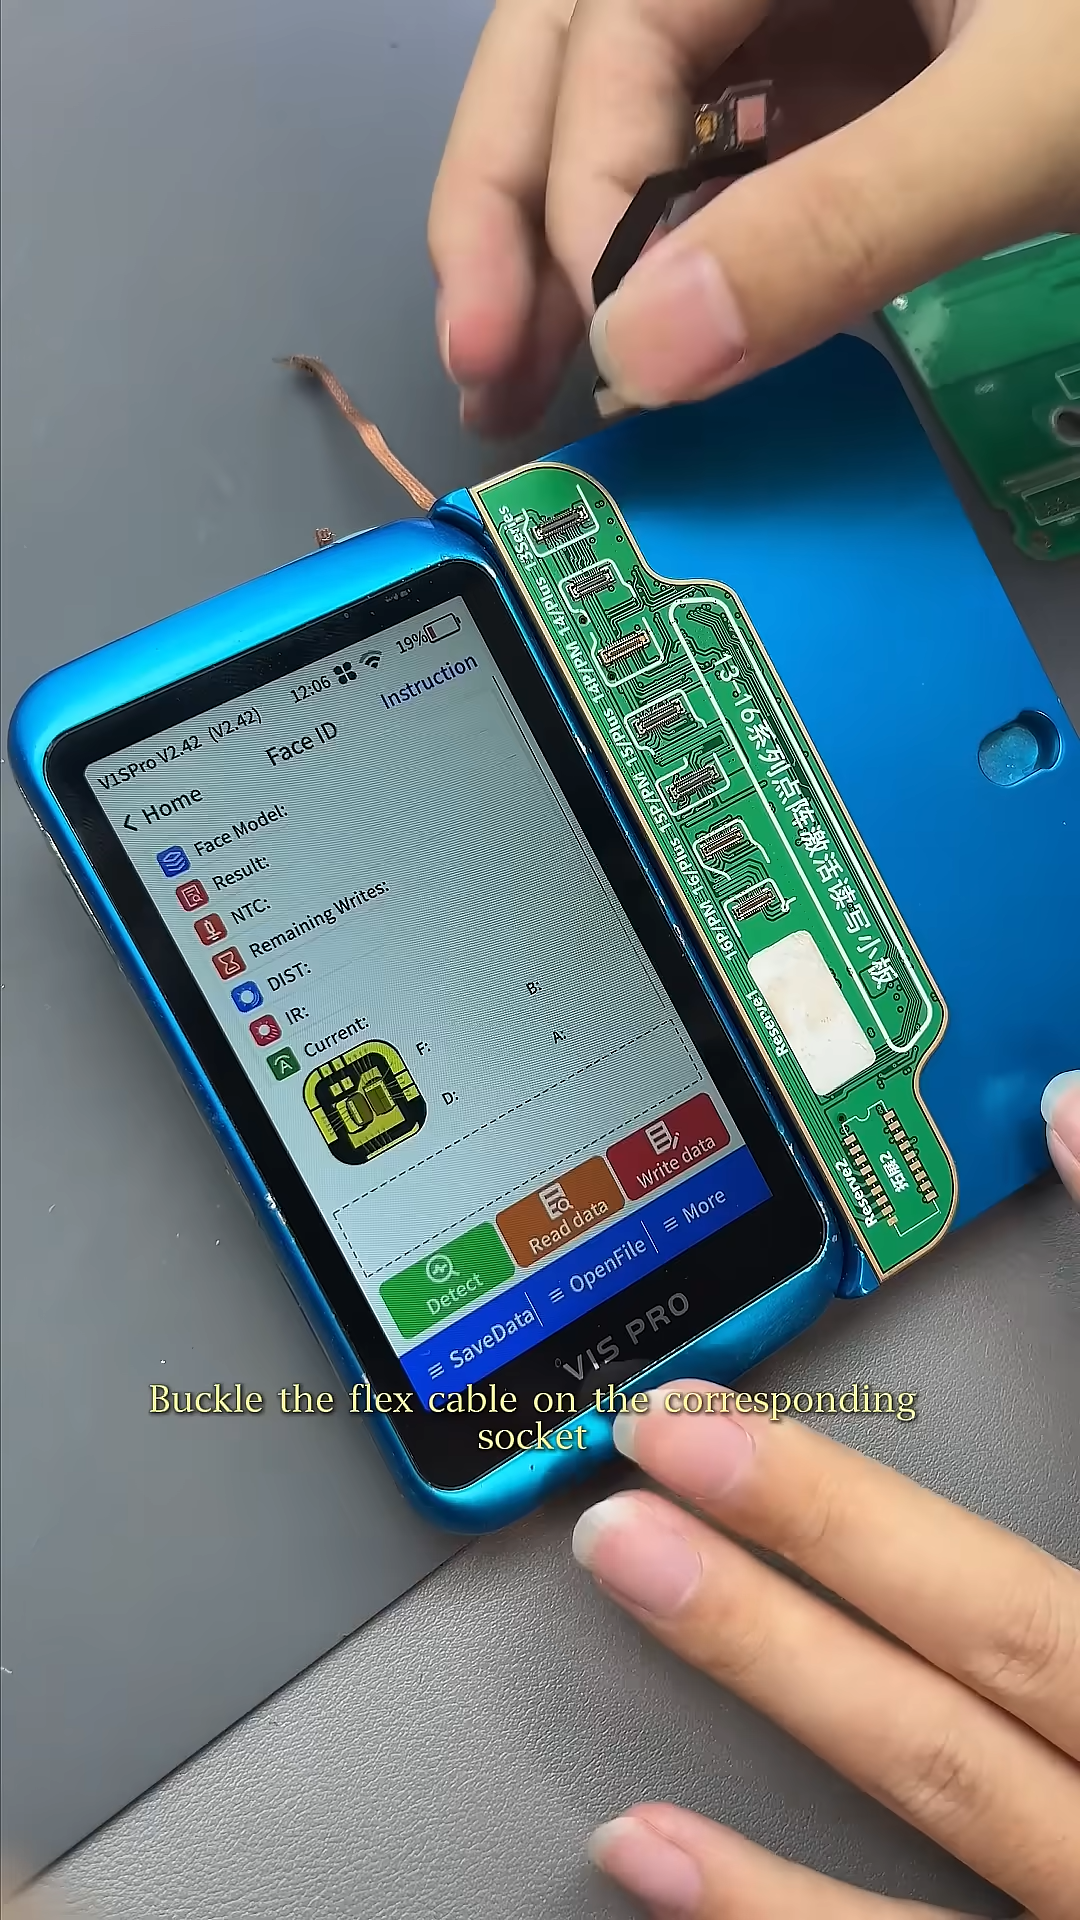 V1SPro V2.42 (V2.42)
12:06
19%
Face ID
Instruction
< Home
Face Model:
Result:
NTC:
Remaining Writes:
DIST:
IR:
Current:
F:
B:
D:
A:
Detect
Read data
Write data
SaveData
OpenFile
More
VIS PRO
13Series
14/Plus
14P/PM
15/Plus
15P/PM
16/Plus
16P/PM
13-16系列点阵激活读写小板
Reserve1
Reserve2
拓展2
Buckle the flex cable on the corresponding
socket